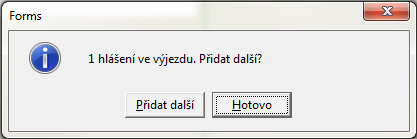 Forms
1 hlášení ve výjezdu. Přidat další?
Přidat další
Hotovo